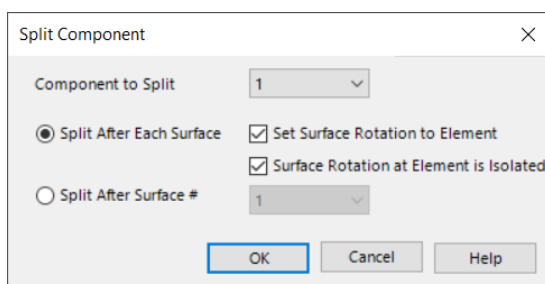 Split Component
Component to Split 1
Split After Each Surface Set Surface Rotation to Element
Surface Rotation at Element is Isolated
Split After Surface # 1
OK Cancel Help